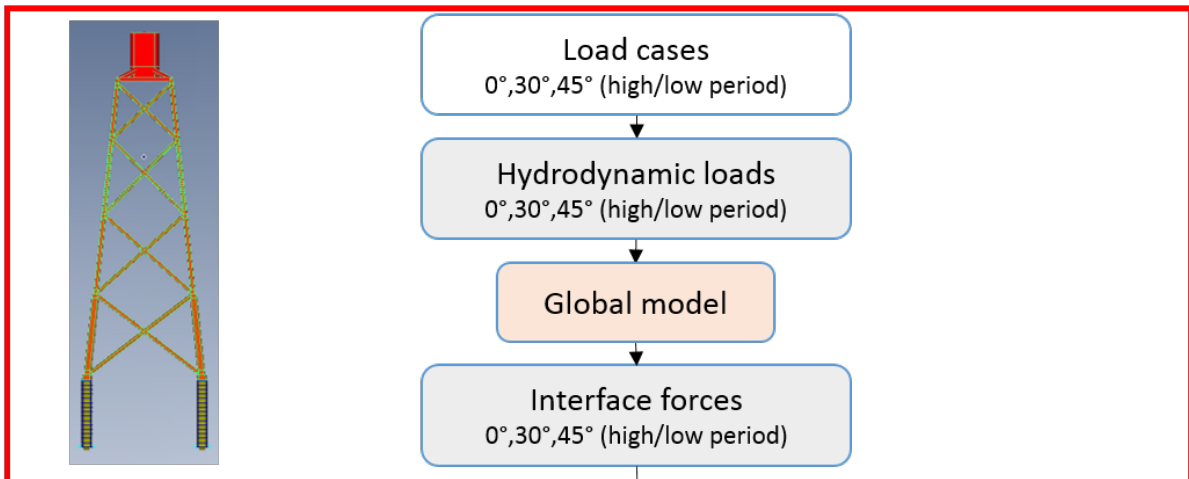 Load cases
0°,30°,45° (high/low period)
Hydrodynamic loads
0°,30°,45° (high/low period)
Global model
Interface forces
0°,30°,45° (high/low period)